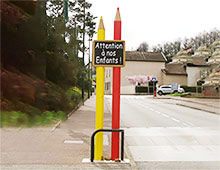 Attention
à nos
Enfants !